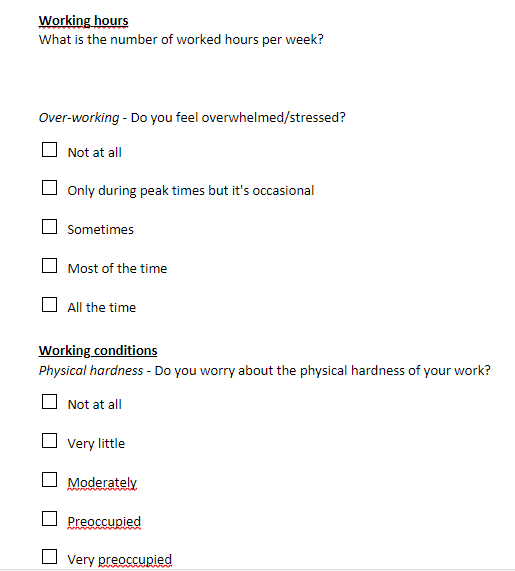 Working hours
What is the number of worked hours per week?
Over-working - Do you feel overwhelmed/stressed?
Not at all
Only during peak times but it's occasional
Sometimes
Most of the time
All the time
Working conditions
Physical hardness - Do you worry about the physical hardness of your work?
Not at all
Very little
Moderately
Preoccupied
Very preoccupied